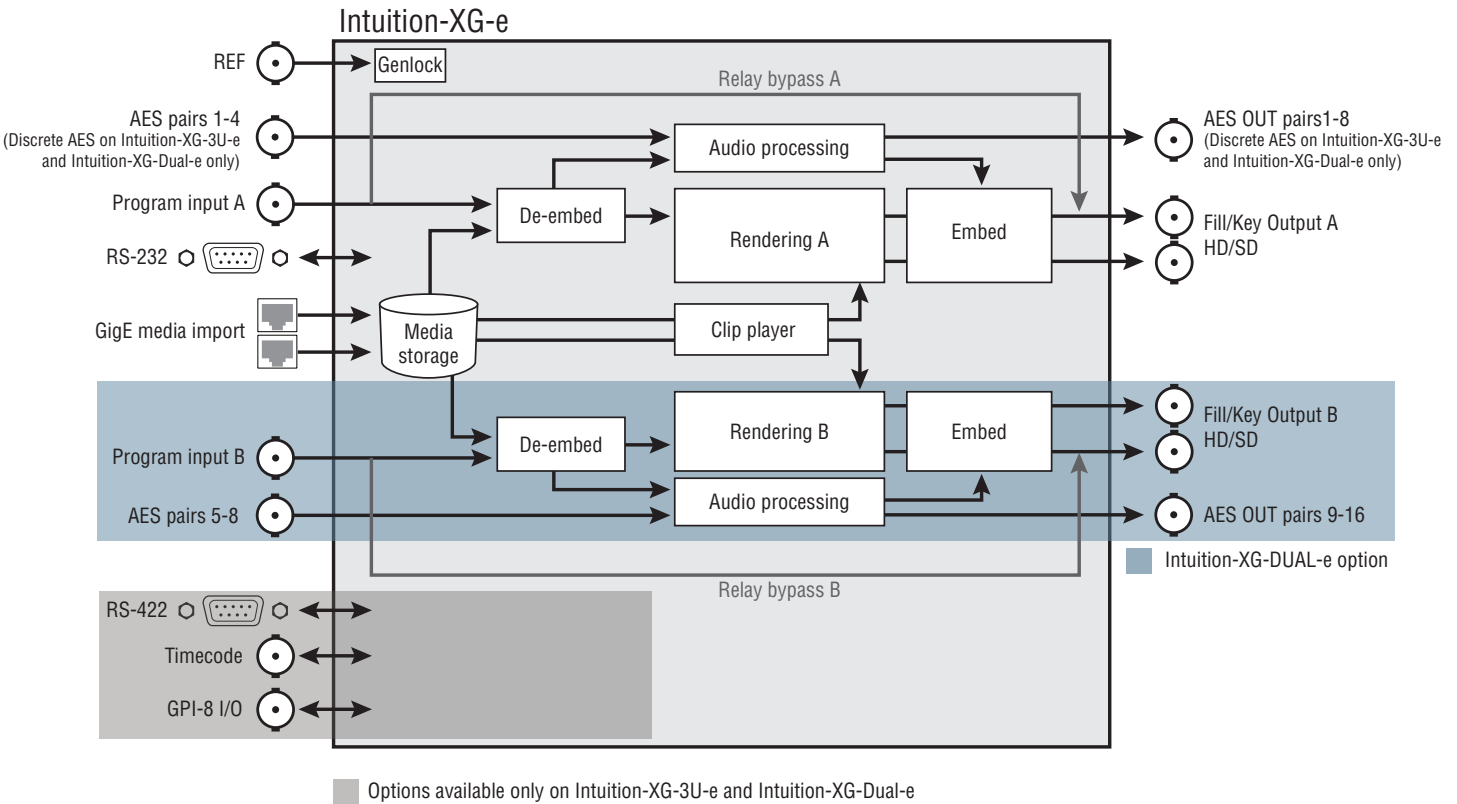 Intuition-XG-e
REF
Genlock
Relay bypass A
AES pairs 1-4
(Discrete AES on Intuition-XG-3U-e
and Intuition-XG-Dual-e only)
Audio processing
AES OUT pairs1-8
(Discrete AES on Intuition-XG-3U-e
and Intuition-XG-Dual-e only)
Program input A
De-embed
Rendering A
Embed
Fill/Key Output A
HD/SD
RS-232
GigE media import
Media
storage
Clip player
Program input B
De-embed
Rendering B
Embed
Fill/Key Output B
HD/SD
AES pairs 5-8
Audio processing
AES OUT pairs 9-16
Intuition-XG-DUAL-e option
Relay bypass B
RS-422
Timecode
GPI-8 I/O
Options available only on Intuition-XG-3U-e and Intuition-XG-Dual-e